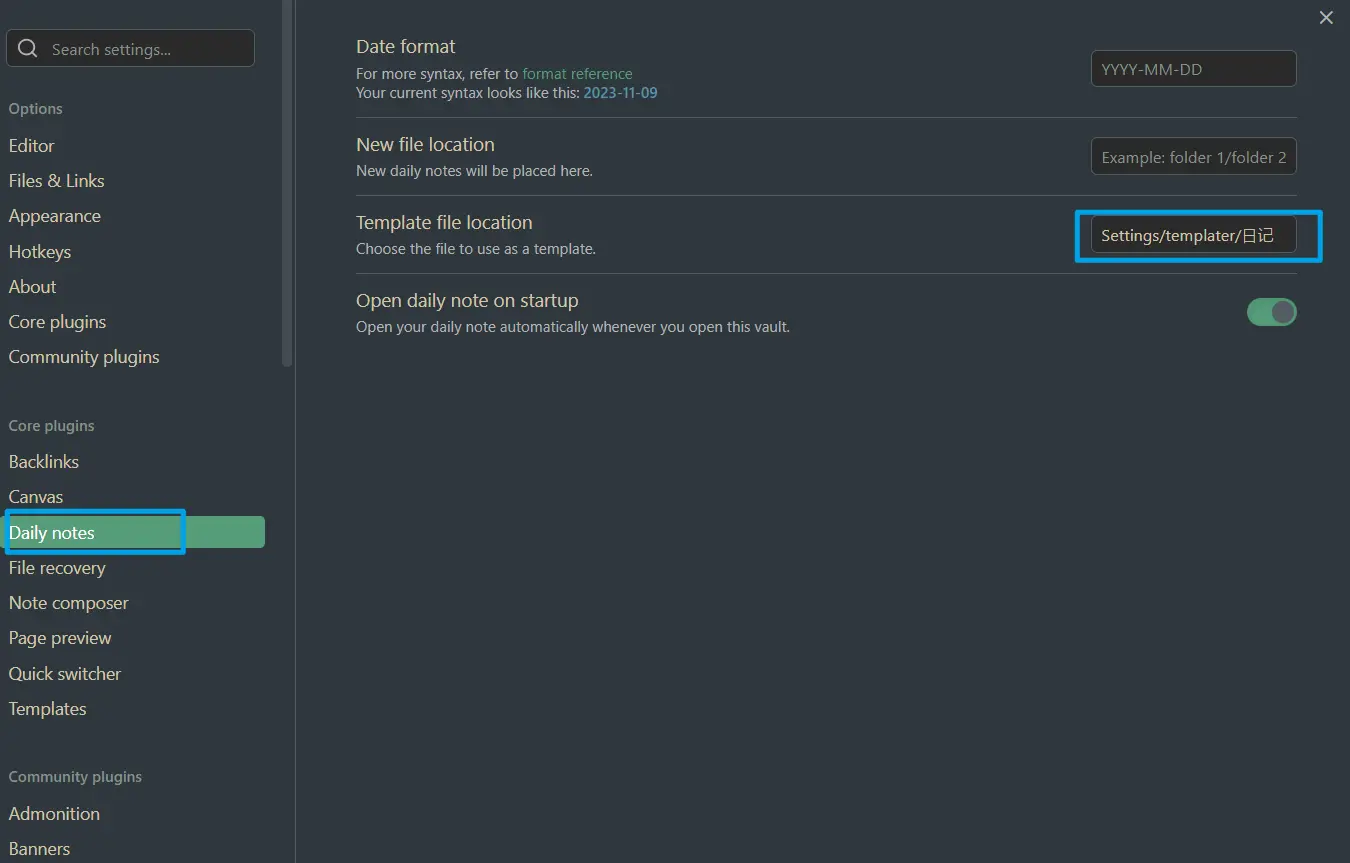 Search settings...
Options
Editor
Files & Links
Appearance
Hotkeys
About
Core plugins
Community plugins
Core plugins
Backlinks
Canvas
Daily notes
File recovery
Note composer
Page preview
Quick switcher
Templates
Community plugins
Admonition
Banners
Date format
For more syntax, refer to format reference
Your current syntax looks like this: 2023-11-09
YYYY-MM-DD
New file location
New daily notes will be placed here.
Example: folder 1/folder 2
Template file location
Choose the file to use as a template.
Settings/templater/日记
Open daily note on startup
Open your daily note automatically whenever you open this vault.